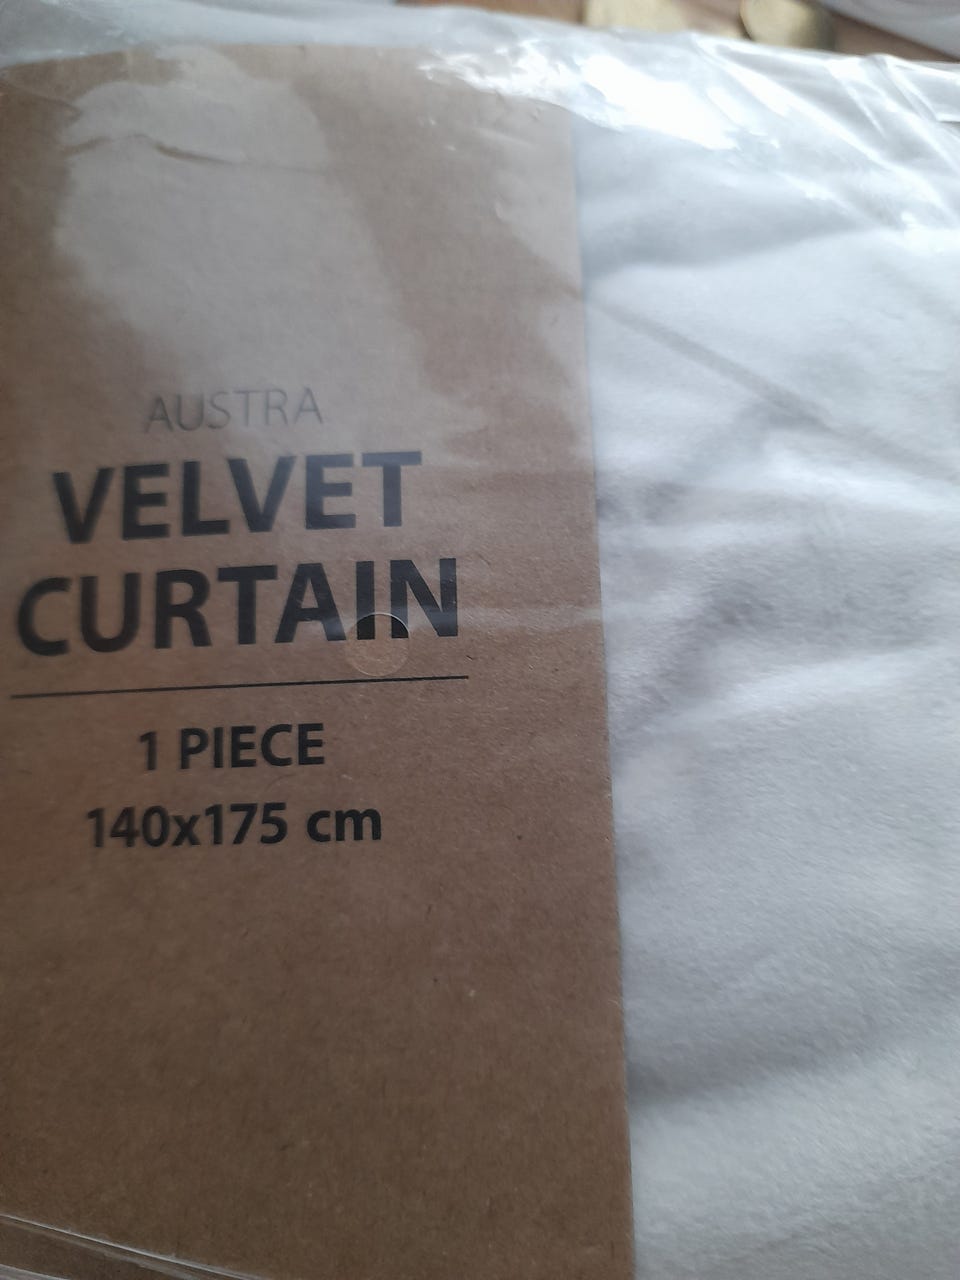 AUSTRA
VELVET
CURTAIN
1 PIECE
140x175 cm